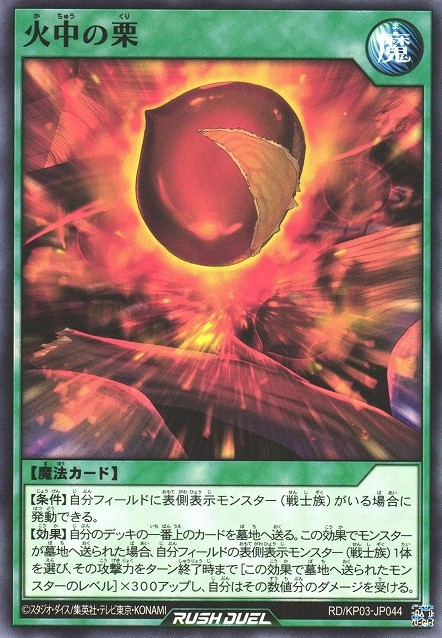 火中の栗
魔
【魔法カード】
【条件】自分フィールドに表側表示モンスター(戦士族)がいる場合に
発動できる。
【効果】自分のデッキの一番上のカードを墓地へ送る。この効果でモンスター
が墓地へ送られた場合、自分フィールドの表側表示モンスター(戦士族)1体
を選び、その攻撃力をターン終了時まで[この効果で墓地へ送られたモ
ンスターのレベル]×300アップし、自分はその数値分のダメージを受ける。
©スタジオ・ダイス/集英社・テレビ東京・KONAMI
RUSH DUEL
RD/KP03-JP044